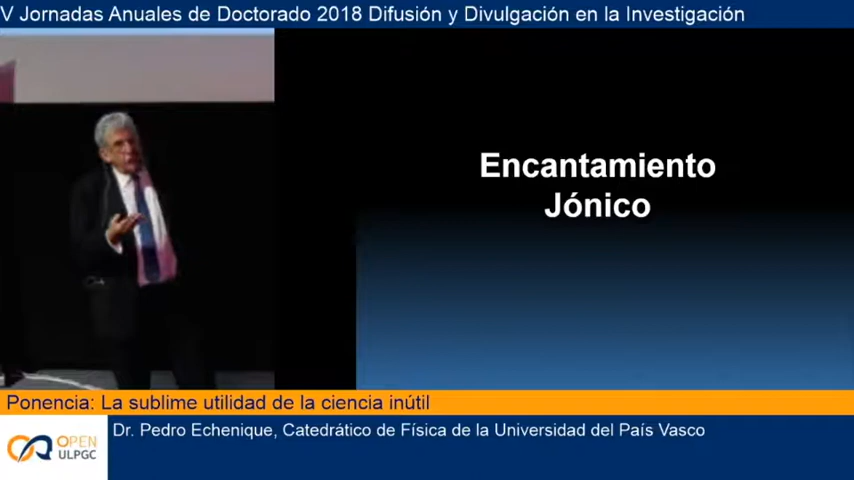 V Jornadas Anuales de Doctorado 2018 Difusión y Divulgación en la Investigación
Encantamiento
Jónico
Ponencia: La sublime utilidad de la ciencia inútil
Dr. Pedro Echenique, Catedrático de Física de la Universidad del País Vasco
OPEN
ULPGC